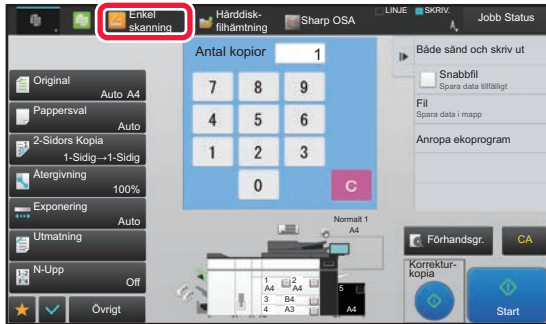 Enkel
skanning
Hårddisk-
filhämtning
Sharp OSA
LINJE
SKRIV.
Jobb Status
Antal kopior
1
Original
Auto A4
Pappersval
Auto
2-Sidors Kopia
1-Sidig→1-Sidig
Återgivning
100%
Exponering
Auto
Utmatning
N-Upp
Off
Övrigt
7 8 9
4 5 6
1 2 3
0 C
Normalt 1
A4
1 A4
2 A4
3 B4
4 A3
5
A4
Både sänd och skriv ut
Snabbfil
Spara data tillfälligt
Fil
Spara data i mapp
Anropa ekoprogram
Förhandsgr.
CA
Korrektur-
kopia
Start